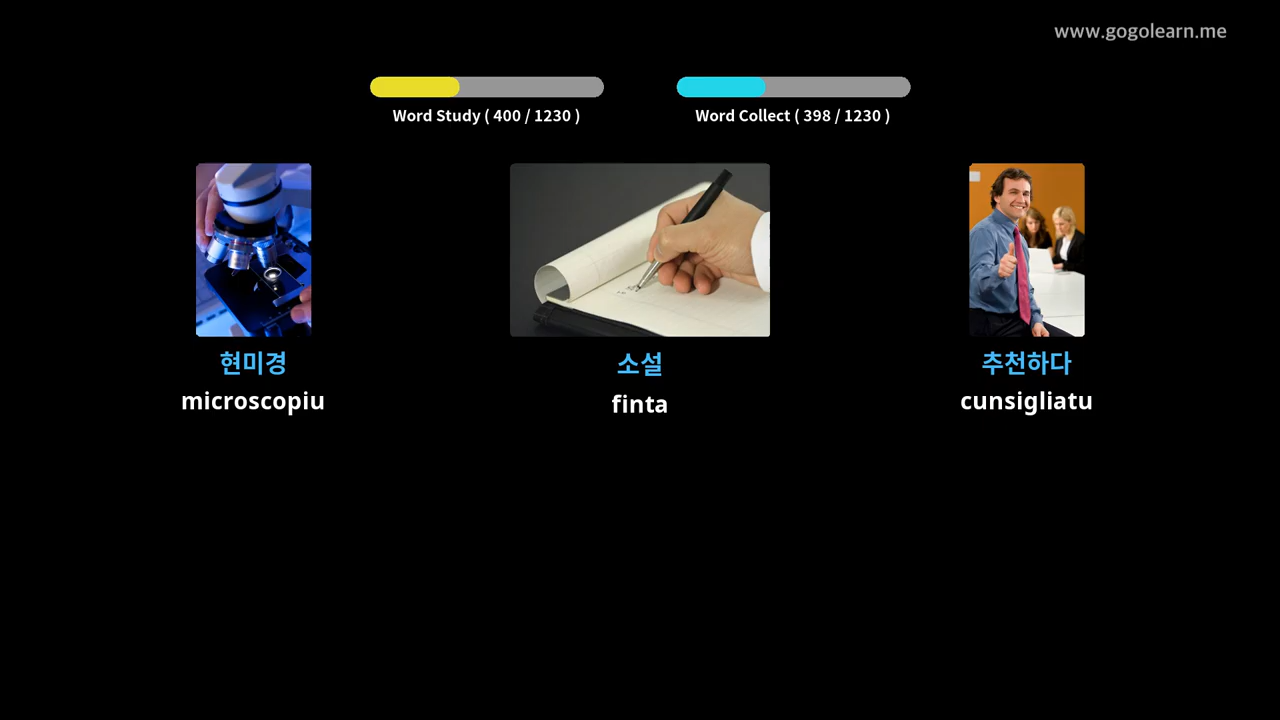 www.gogolearn.me
Word Study ( 400 / 1230 )
Word Collect ( 398 / 1230 )
현미경
microscopiu
소설
finta
추천하다
cunsigliatu